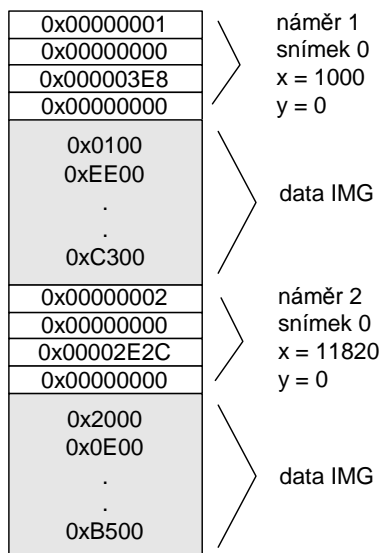 0x00000001 náměr 1
0x00000000 snímek 0
0x000003E8 x = 1000
0x00000000 y = 0
0x0100
0xEE00
.
data IMG
.
0xC300
0x00000002 náměr 2
0x00000000 snímek 0
0x00002E2C x = 11820
0x00000000 y = 0
0x2000
0x0E00
.
data IMG
.
0xB500